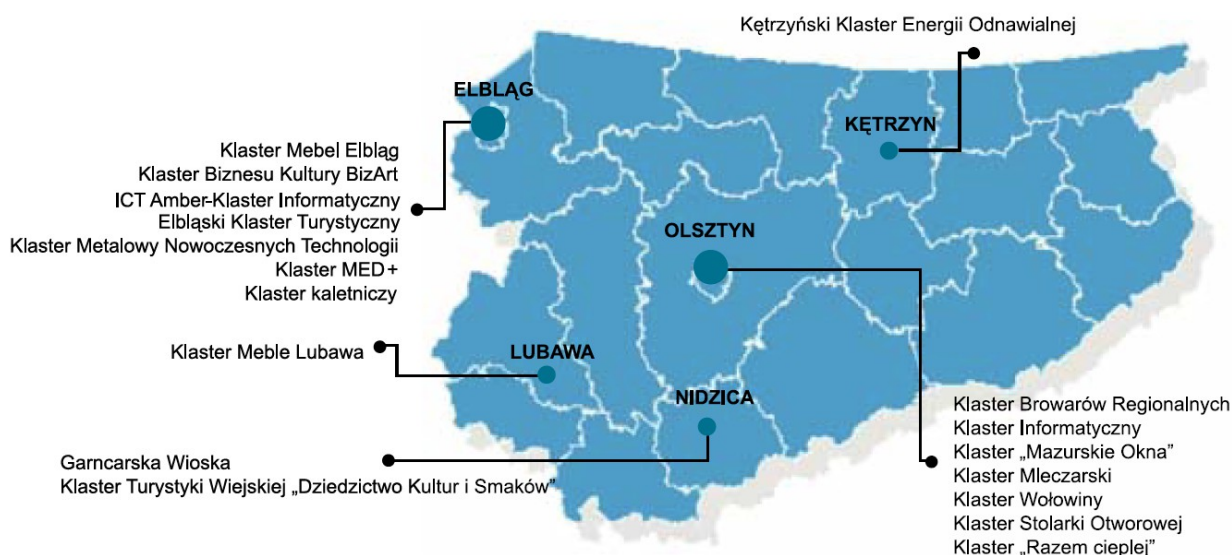 Kętrzyński Klaster Energii Odnawialnej
ELBLĄG
KĘTRZYN
Klaster Mebel Elbląg
Klaster Biznesu Kultury BizArt
ICT Amber-Klaster Informatyczny
Elbląski Klaster Turystyczny
Klaster Metalowy Nowoczesnych Technologii
Klaster MED+
Klaster kaletniczy
OLSZTYN
Klaster Meble Lubawa
LUBAWA
NIDZICA
Garncarska Wioska
Klaster Turystyki Wiejskiej „Dziedzictwo Kultur i Smaków”
Klaster Browarów Regionalnych
Klaster Informatyczny
Klaster „Mazurskie Okna”
Klaster Mleczarski
Klaster Wołowiny
Klaster Stolarki Otworowej
Klaster „Razem cieplej”